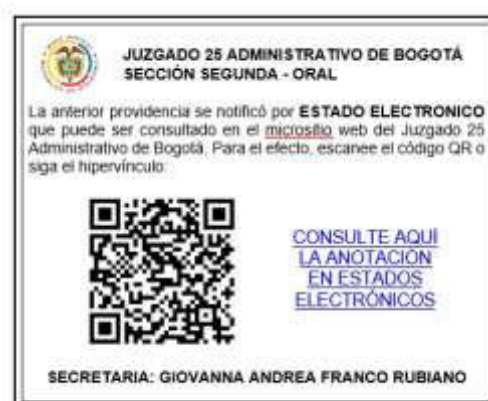 JUZGADO 25 ADMINISTRATIVO DE BOGOTÁ
SECCIÓN SEGUNDA - ORAL
La anterior providencia se notificó por ESTADO ELECTRONICO
que puede ser consultado en el micrositio web del Juzgado 25
Administrativo de Bogotá. Para el efecto, escanee el código QR o
siga el hipervínculo:
CONSULTE AQUÍ
LA ANOTACIÓN
EN ESTADOS
ELECTRÓNICOS
SECRETARIA: GIOVANNA ANDREA FRANCO RUBIANO